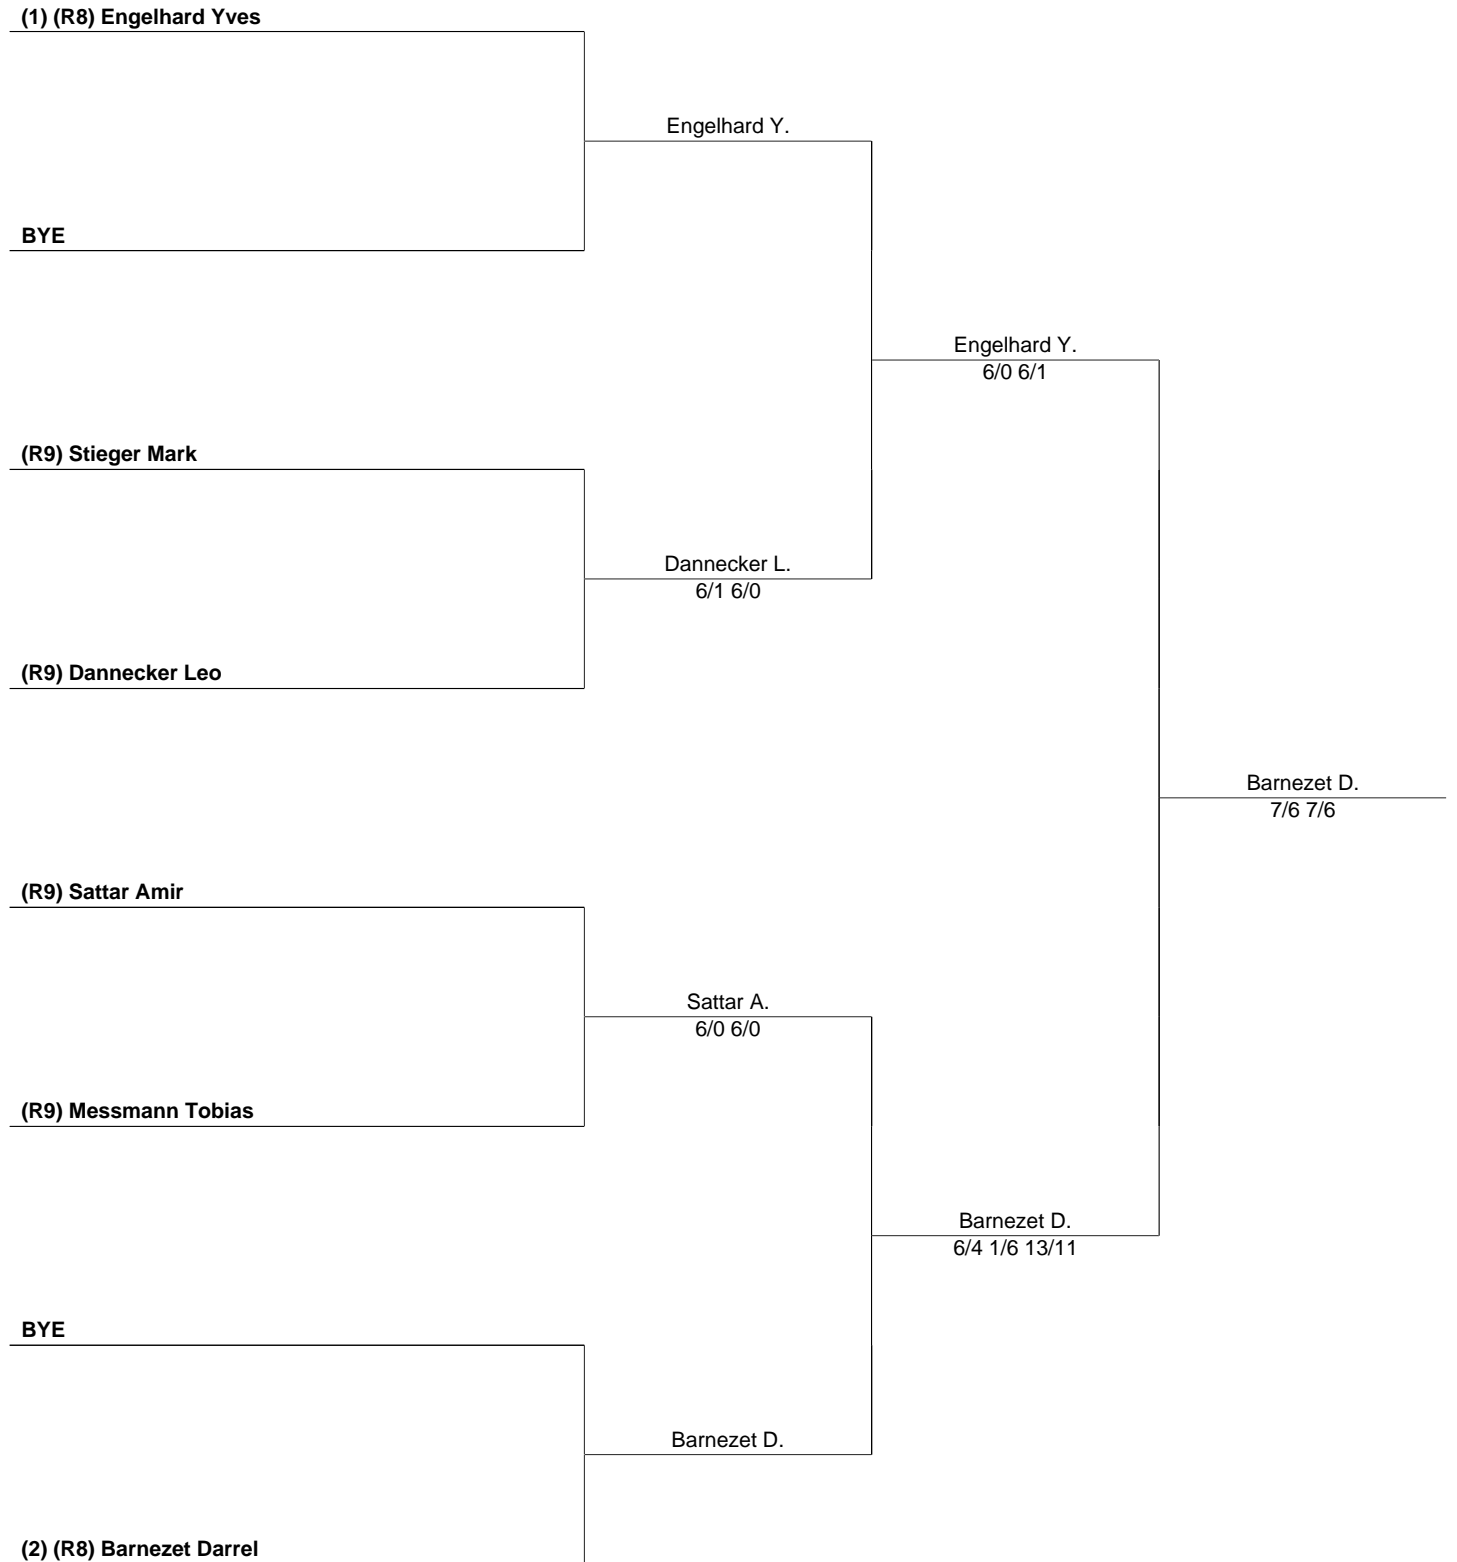 (1) (R8) Engelhard Yves
Engelhard Y.
BYE
Engelhard Y.
6/0 6/1
(R9) Stieger Mark
Dannecker L.
6/1 6/0
(R9) Dannecker Leo
Barnezet D.
7/6 7/6
(R9) Sattar Amir
Sattar A.
6/0 6/0
(R9) Messmann Tobias
Barnezet D.
6/4 1/6 13/11
BYE
Barnezet D.
(2) (R8) Barnezet Darrel